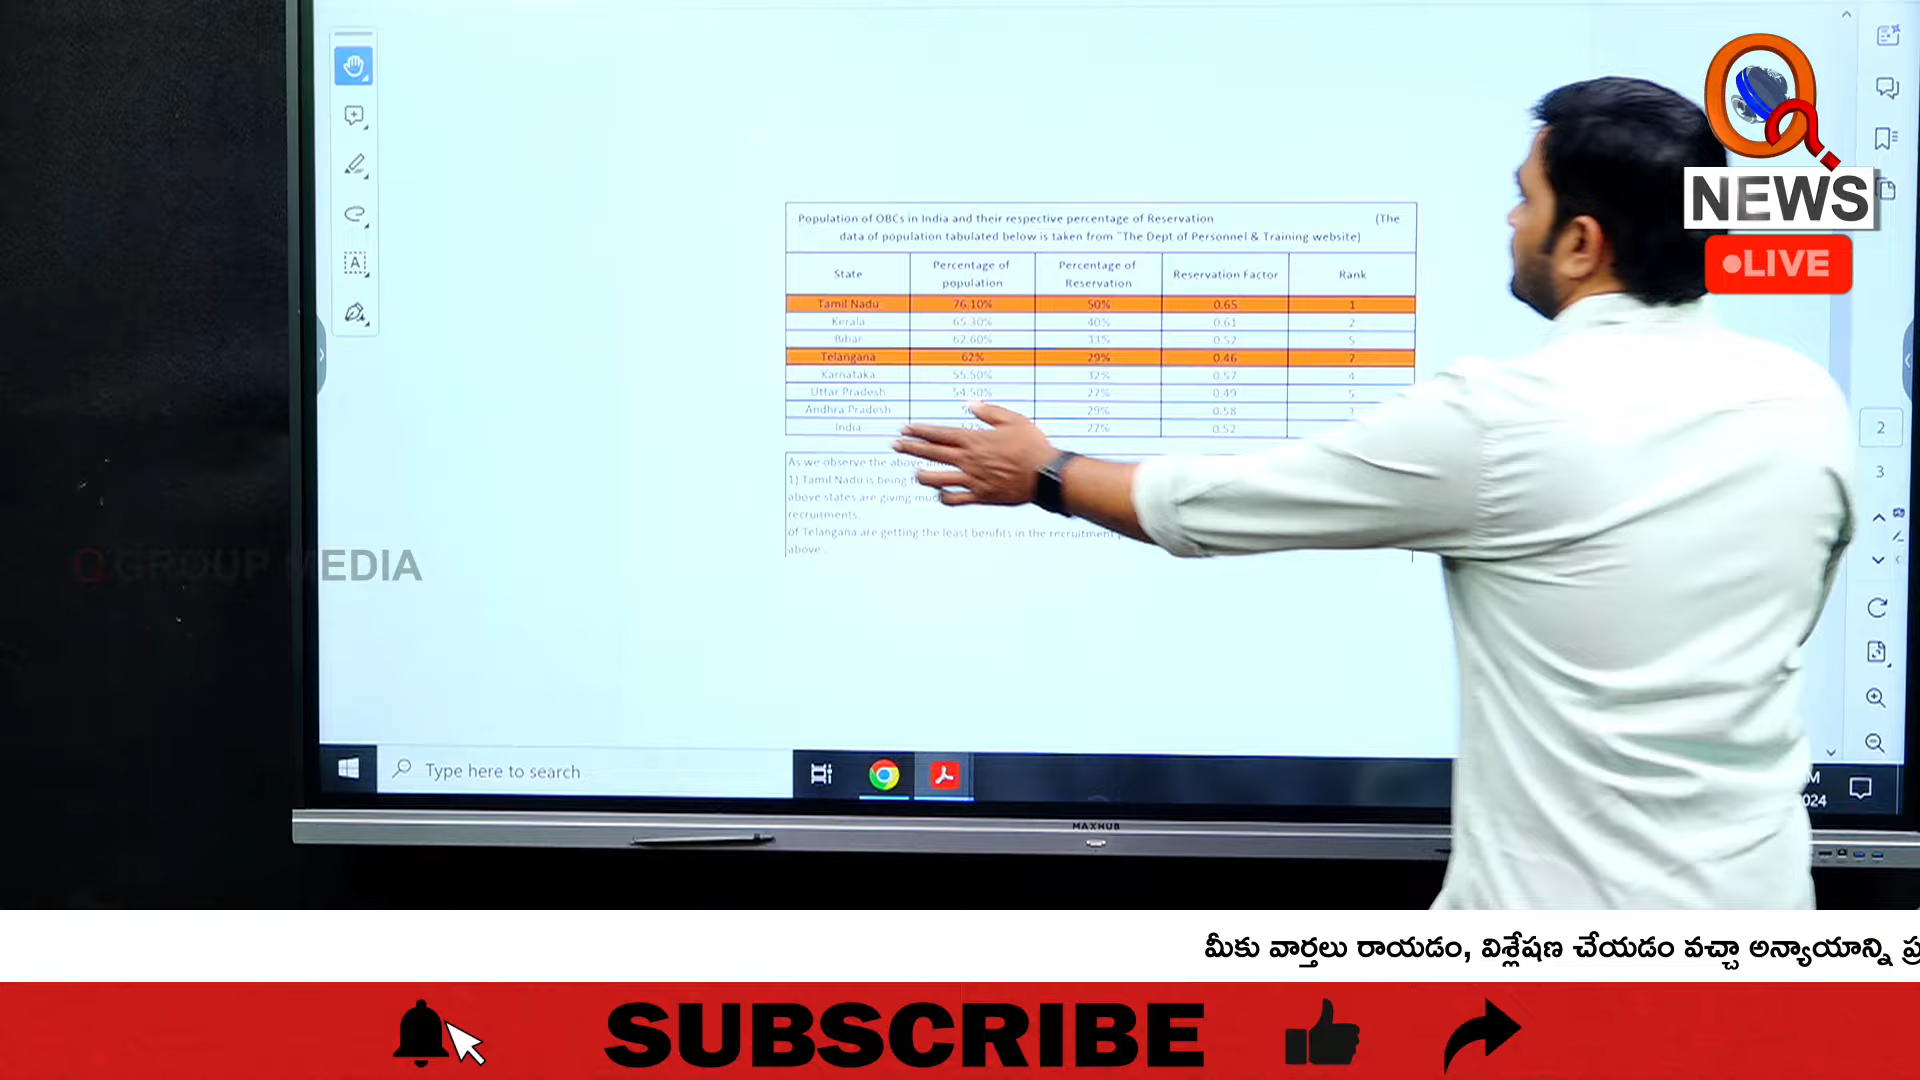 NEWS
LIVE
Population of OBCs in India and their respective percentage of Reservation (The
data of population tabulated below is taken from "The Dept of Personnel & Training website)
State Percentage of population Percentage of Reservation Reservation Factor Rank
Tamil Nadu 76.10% 50% 0.65 1
Kerala 65.30% 40% 0.61 2
Bihar 62.60% 33% 0.52 5
Telangana 62% 29% 0.46 7
Karnataka 55.50% 32% 0.57 4
Uttar Pradesh 54.50% 27% 0.49 5
Andhra Pradesh 29% 0.58
India 27% 0.52
As we observe the above
1) Tamil Nadu is being
above states are giving
recruitments.
of Telangana are getting the least benifits in the recruitment
above .
2
3
GROUP MEDIA
Type here to search
MAXHUB
మీకు వార్తలు రాయడం, విశ్లేషణ చేయడం వచ్చా అన్యాయాన్ని
SUBSCRIBE